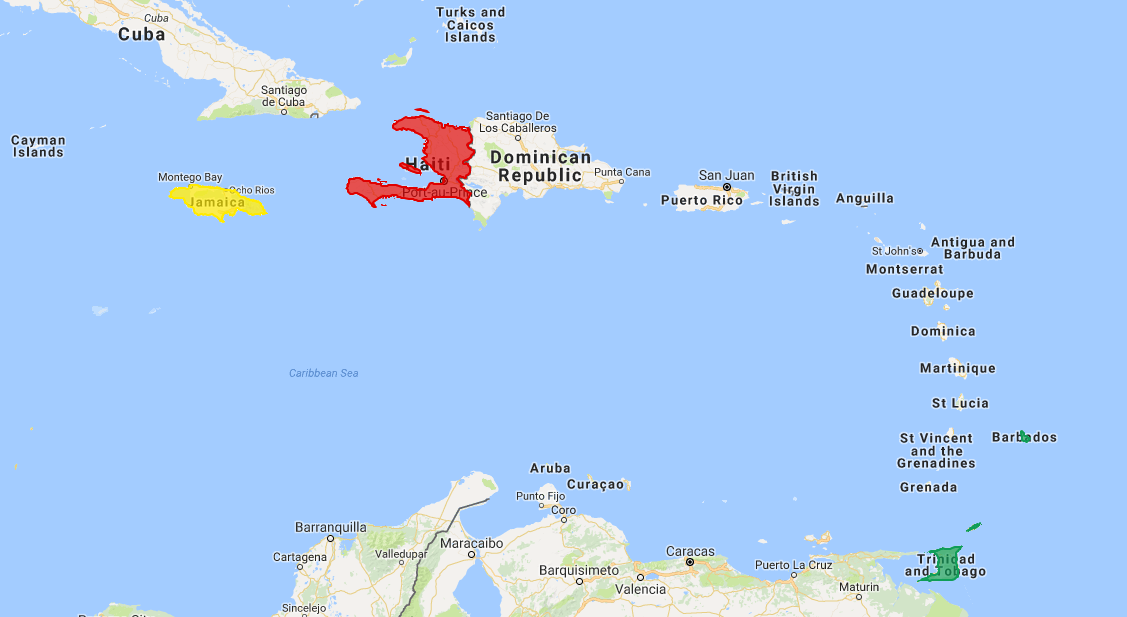 Turks and
Caicos
Islands
Cuba
Cuba
Santiago
de Cuba
Cayman
Islands
Santiago De
Los Caballeros
Haiti
Dominican
Republic
Punta Cana
Montego Bay
Ocho Rios
Jamaica
Port-au-Prince
San Juan
Puerto Rico
British
Virgin
Islands
Anguilla
St John's
Antigua and
Barbuda
Montserrat
Guadeloupe
Dominica
Martinique
St Lucia
Caribbean Sea
St Vincent
and the
Grenadines
Barbados
Grenada
Aruba
Curaçao
Punto Fijo
Coro
Barranquilla
Cartagena
Valledupar
Maracaibo
Barquisimeto
Caracas
Valencia
Puerto La Cruz
Maturin
Trinidad
and Tobago
Sincelejo